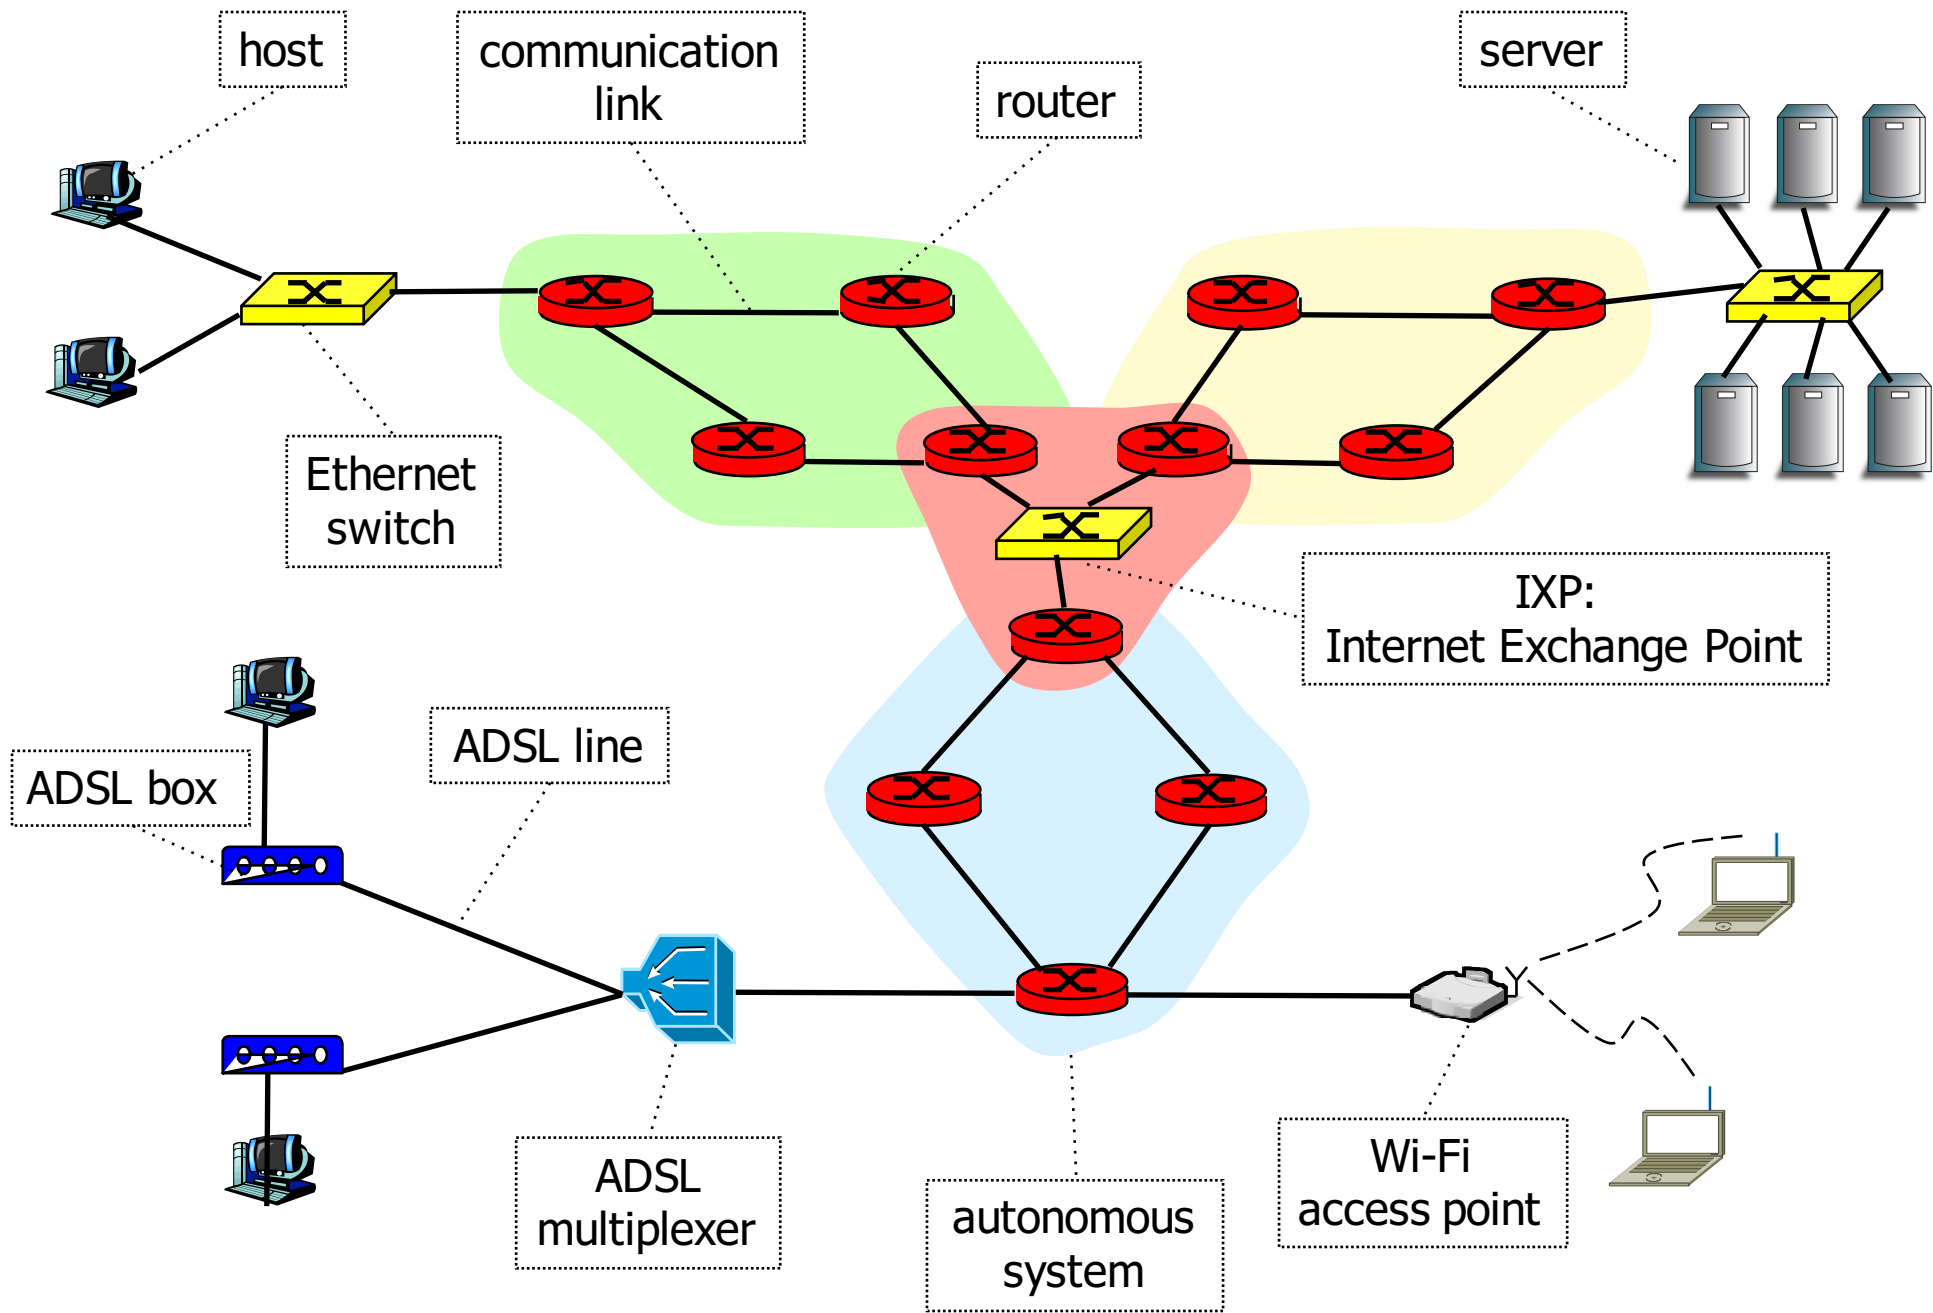 host
communication
link
router
server
Ethernet
switch
IXP:
Internet Exchange Point
ADSL line
ADSL box
ADSL
multiplexer
autonomous
system
Wi-Fi
access point